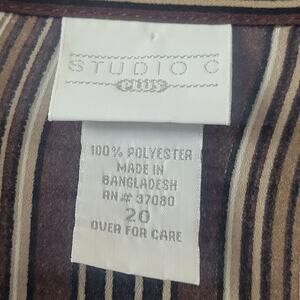 STUDIO C
PLUS
100% POLYESTER
MADE IN
BANGLADESH
RN# 37080
20
OVER FOR CARE